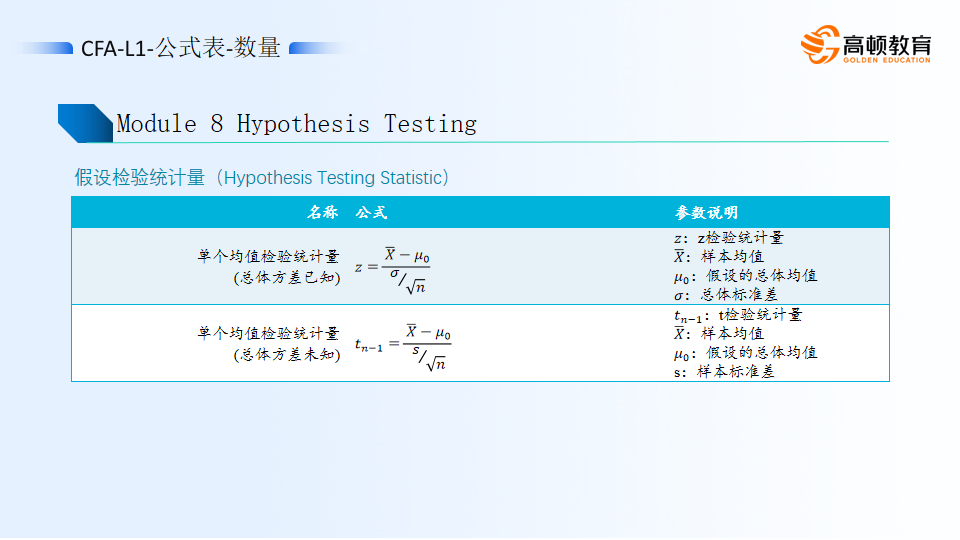 CFA-L1-公式表-数量
高顿教育
GOLDEN EDUCATION
Module 8 Hypothesis Testing
假设检验统计量（Hypothesis Testing Statistic）
名称 公式 参数说明
单个均值检验统计量
(总体方差已知)
z = (X̄ − μ₀) / (σ/√n)
z：z检验统计量
X̄：样本均值
μ₀：假设的总体均值
σ：总体标准差
单个均值检验统计量
(总体方差未知)
tₙ₋₁ = (X̄ − μ₀) / (s/√n)
tₙ₋₁：t检验统计量
X̄：样本均值
μ₀：假设的总体均值
s：样本标准差